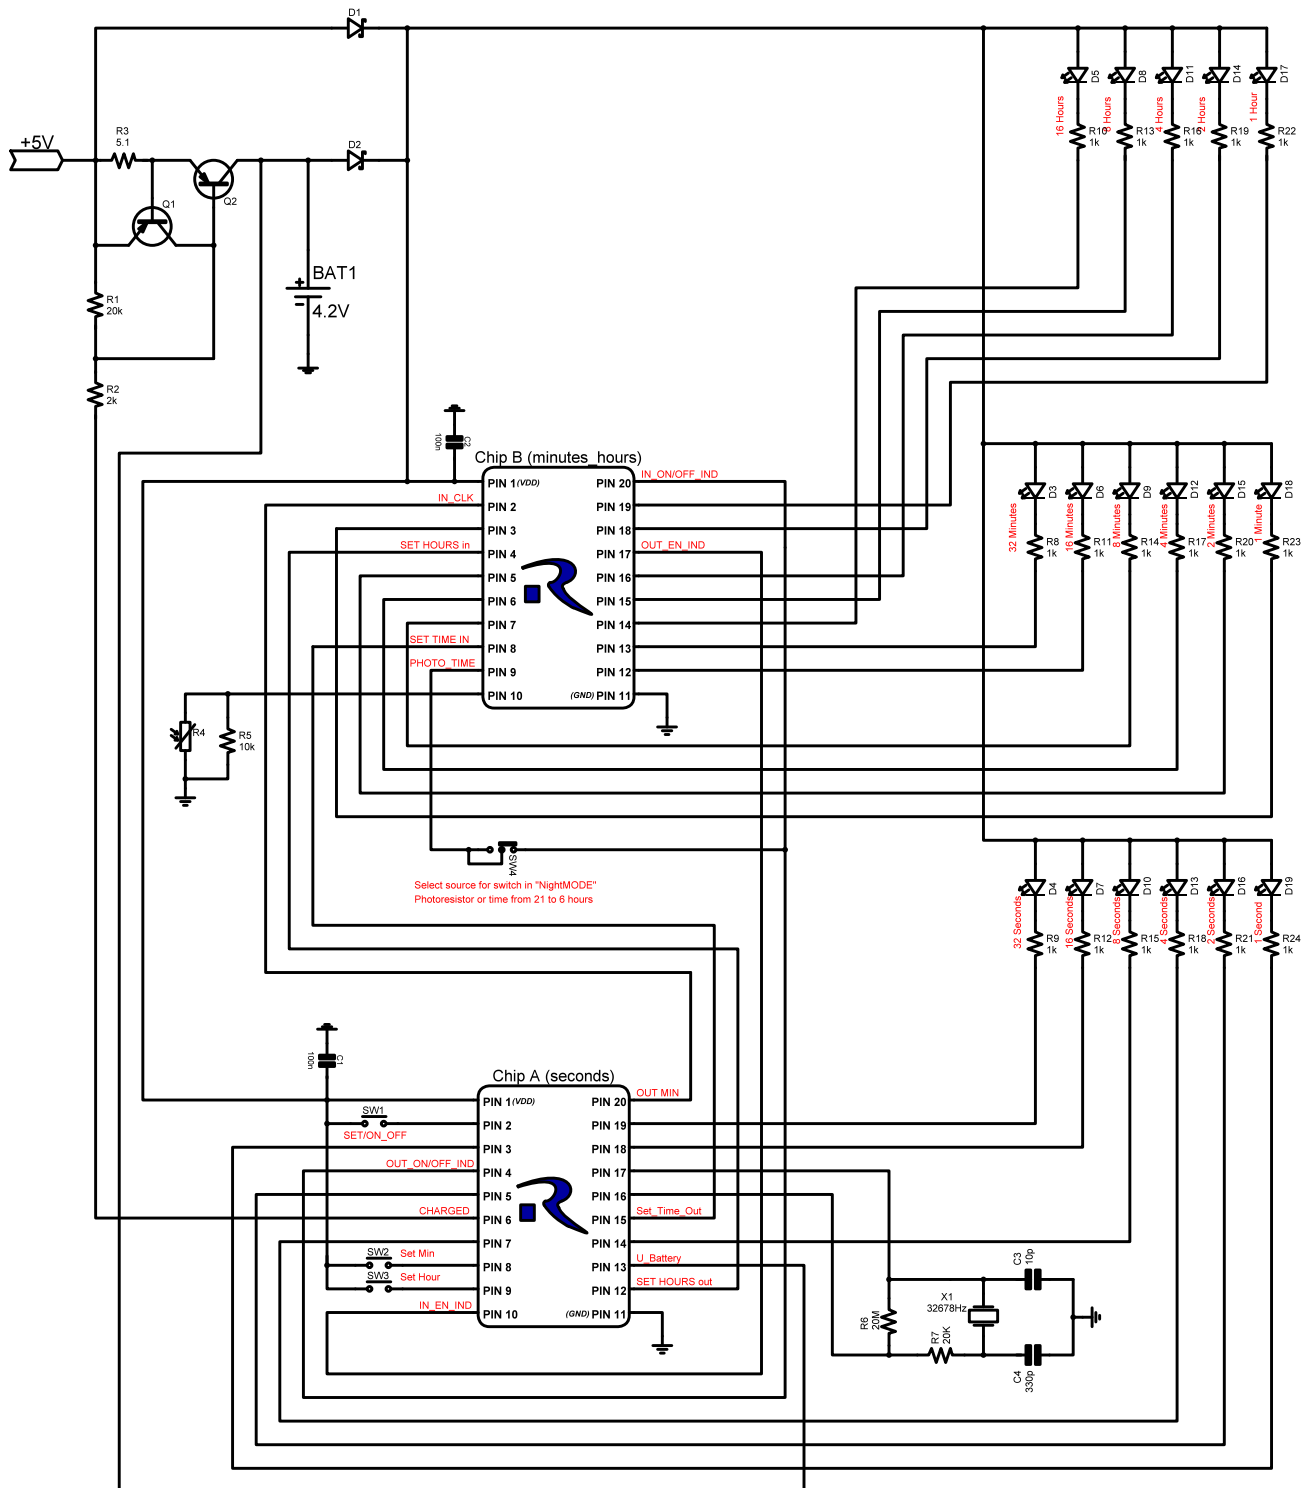 D1
+5V
R3
5.1
D2
Q1
Q2
BAT1
4.2V
R1
20k
R2
2k
D5
D8
D11
D14
D17
16 Hours
8 Hours
4 Hours
2 Hours
1 Hour
R10
1k
R13
1k
R16
1k
R19
1k
R22
1k
C2
100n
Chip B (minutes_hours)
PIN 1 (VDD)
PIN 2
PIN 3
PIN 4
PIN 5
PIN 6
PIN 7
PIN 8
PIN 9
PIN 10
PIN 20
PIN 19
PIN 18
PIN 17
PIN 16
PIN 15
PIN 14
PIN 13
PIN 12
(GND) PIN 11
IN_CLK
SET HOURS in
SET TIME IN
PHOTO_TIME
IN_ON/OFF_IND
OUT_EN_IND
R4
R5
10k
D3
D6
D9
D12
D15
D18
32 Minutes
16 Minutes
8 Minutes
4 Minutes
2 Minutes
1 Minute
R8
1k
R11
1k
R14
1k
R17
1k
R20
1k
R23
1k
SW4
Select source for switch in "NightMODE"
Photoresistor or time from 21 to 6 hours
D4
D7
D10
D13
D16
D19
32 Seconds
16 Seconds
8 Seconds
4 Seconds
2 Seconds
1 Second
R9
1k
R12
1k
R15
1k
R18
1k
R21
1k
R24
1k
C1
100n
Chip A (seconds)
PIN 1 (VDD)
PIN 2
PIN 3
PIN 4
PIN 5
PIN 6
PIN 7
PIN 8
PIN 9
PIN 10
PIN 20
PIN 19
PIN 18
PIN 17
PIN 16
PIN 15
PIN 14
PIN 13
PIN 12
(GND) PIN 11
SW1
SET/ON_OFF
OUT_ON/OFF_IND
CHARGED
SW2
Set Min
SW3
Set Hour
IN_EN_IND
OUT MIN
Set_Time_Out
U_Battery
SET HOURS out
R6
20M
R7
20K
X1
32678Hz
C3
10p
C4
330p